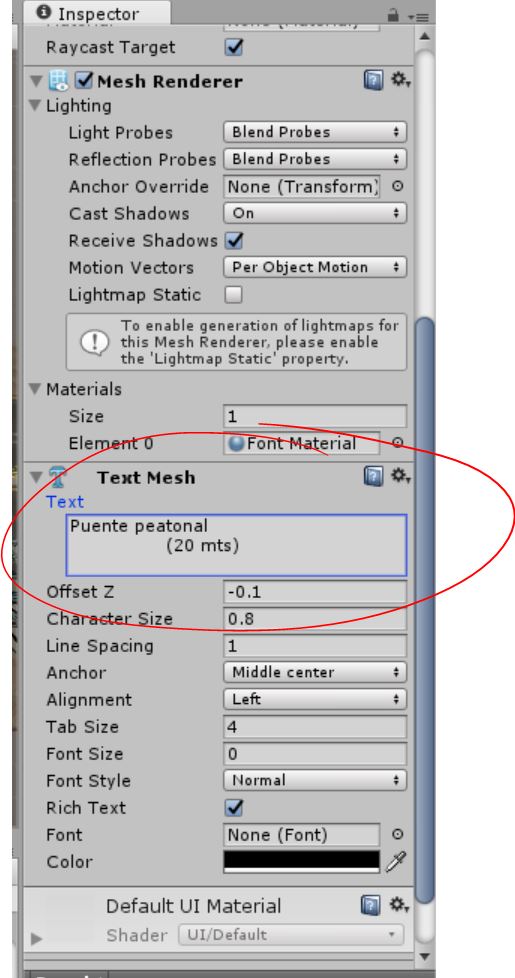 Inspector
Raycast Target
Mesh Renderer
Lighting
Light Probes Blend Probes
Reflection Probes Blend Probes
Anchor Override None (Transform)
Cast Shadows On
Receive Shadows
Motion Vectors Per Object Motion
Lightmap Static
To enable generation of lightmaps for
this Mesh Renderer, please enable
the 'Lightmap Static' property.
Materials
Size 1
Element 0 Font Material
Text Mesh
Text
Puente peatonal
(20 mts)
Offset Z -0.1
Character Size 0.8
Line Spacing 1
Anchor Middle center
Alignment Left
Tab Size 4
Font Size 0
Font Style Normal
Rich Text
Font None (Font)
Color
Default UI Material
Shader UI/Default